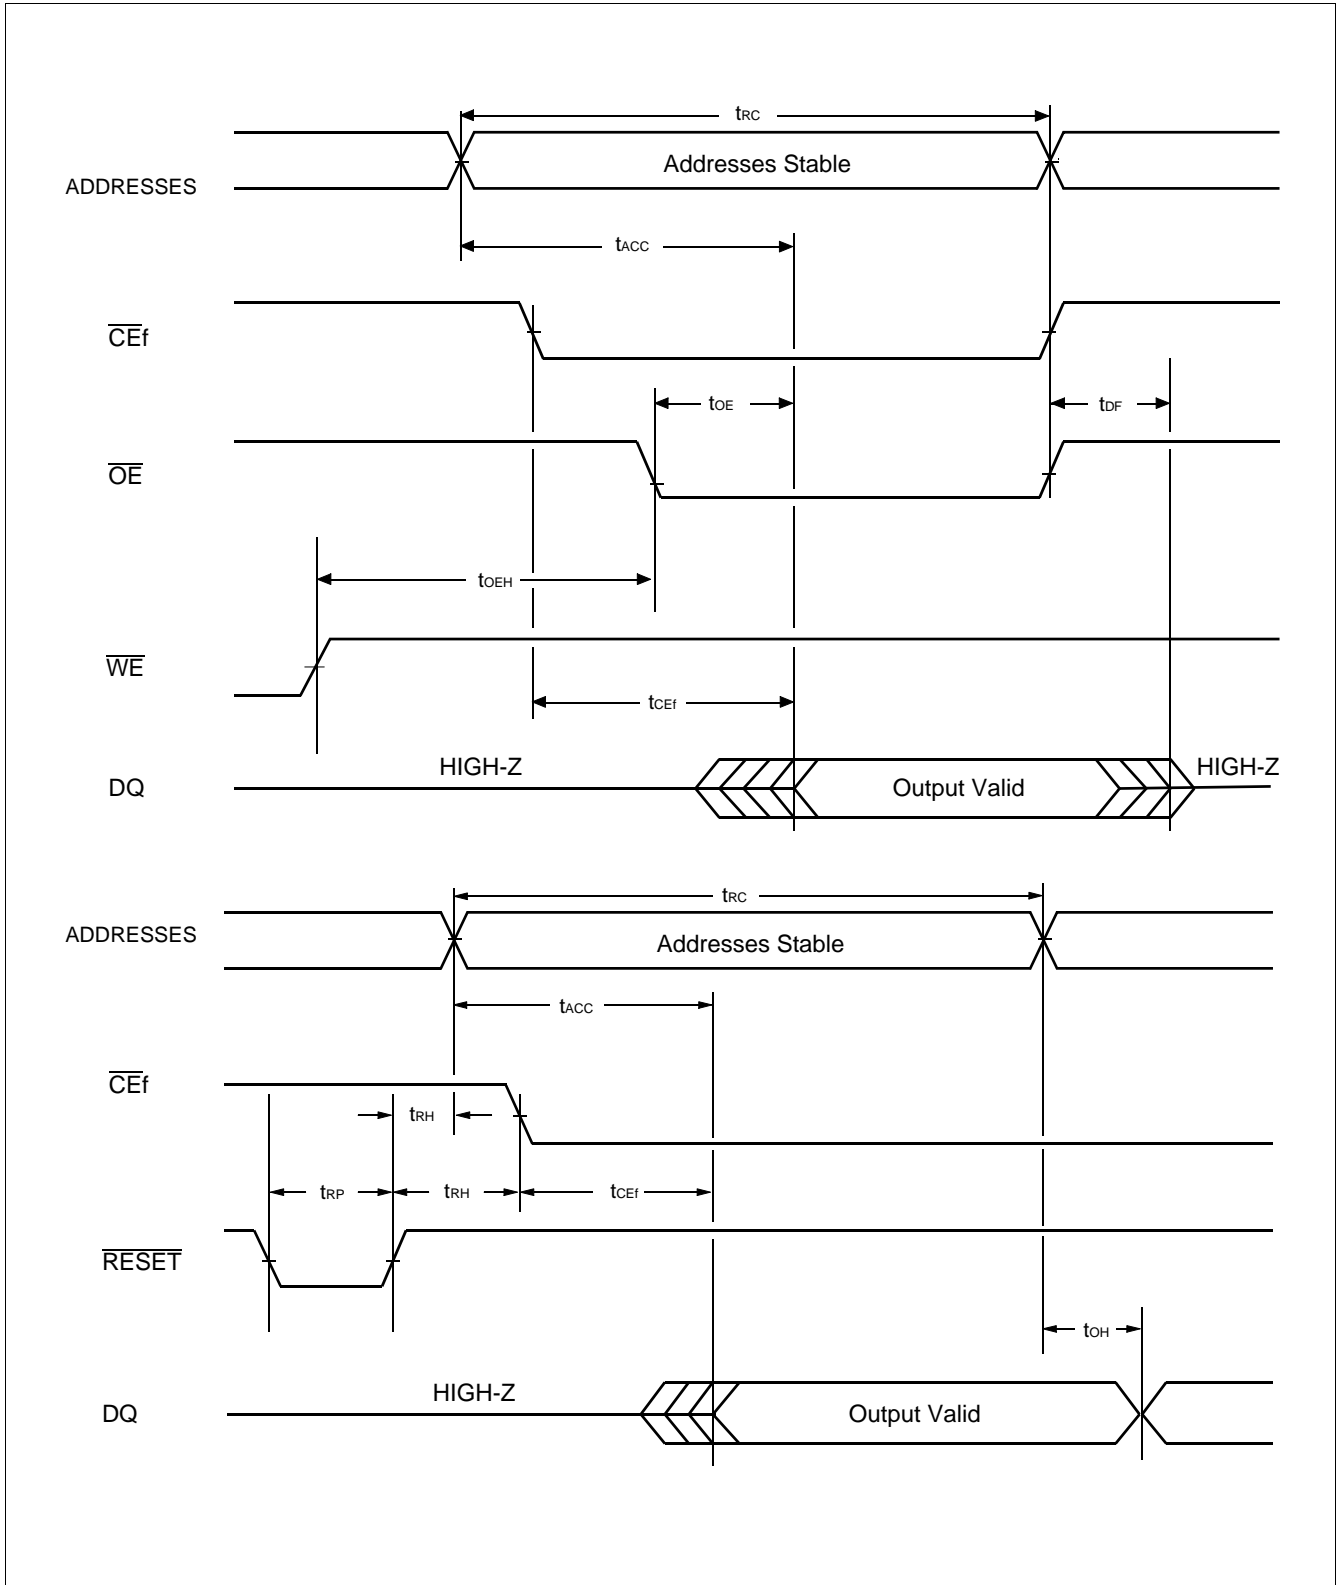 tRC
Addresses Stable
ADDRESSES
tACC
CEf
tOE
tDF
OE
tOEH
WE
tCEf
HIGH-Z
HIGH-Z
DQ
Output Valid
tRC
ADDRESSES
Addresses Stable
tACC
CEf
tRH
tRP
tRH
tCEf
RESET
tOH
HIGH-Z
DQ
Output Valid